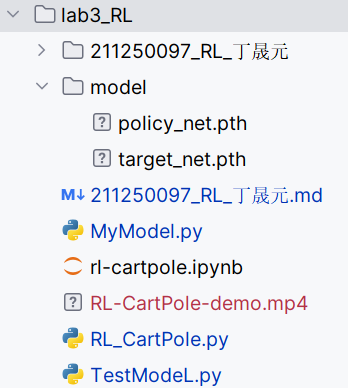 lab3_RL
211250097_RL_丁晟元
model
policy_net.pth
target_net.pth
M↓ 211250097_RL_丁晟元.md
MyModel.py
rl-cartpole.ipynb
RL-CartPole-demo.mp4
RL_CartPole.py
TestModeL.py